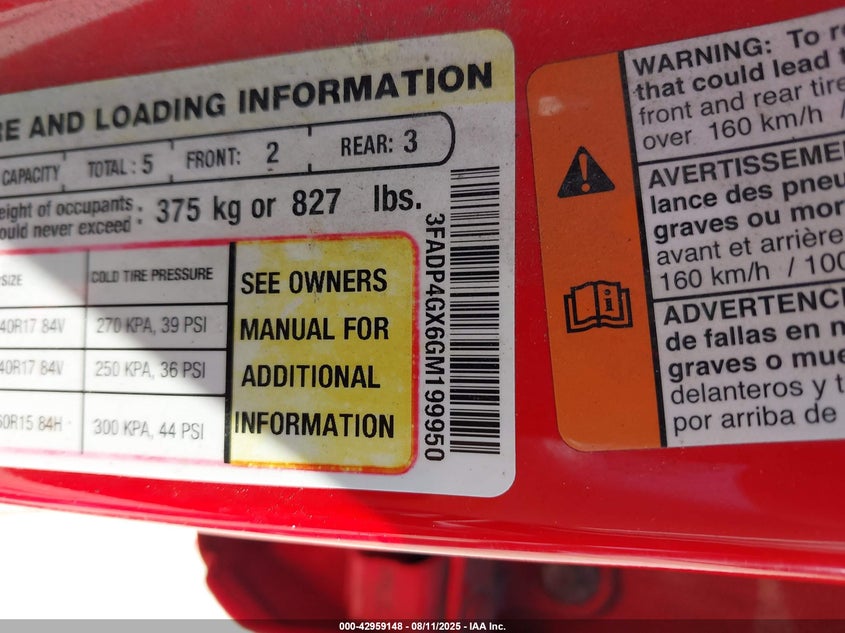 RE AND LOADING INFORMATION
CAPACITY TOTAL: 5 FRONT: 2 REAR: 3
eight of occupants
ould never exceed : 375 kg or 827 lbs.
SIZE COLD TIRE PRESSURE
40R17 84V 270 KPA, 39 PSI
40R17 84V 250 KPA, 36 PSI
60R15 84H 300 KPA, 44 PSI
SEE OWNERS
MANUAL FOR
ADDITIONAL
INFORMATION
3FADP4GX6GM199950
WARNING: To re
that could lead t
front and rear tire
over 160 km/h /
AVERTISSEME
lance des pneu
graves ou mor
avant et arrière
160 km/h / 100
ADVERTENC
de fallas en m
graves o mue
delanteros y t
por arriba de
000-42959148 - 08/11/2025 - IAA Inc.